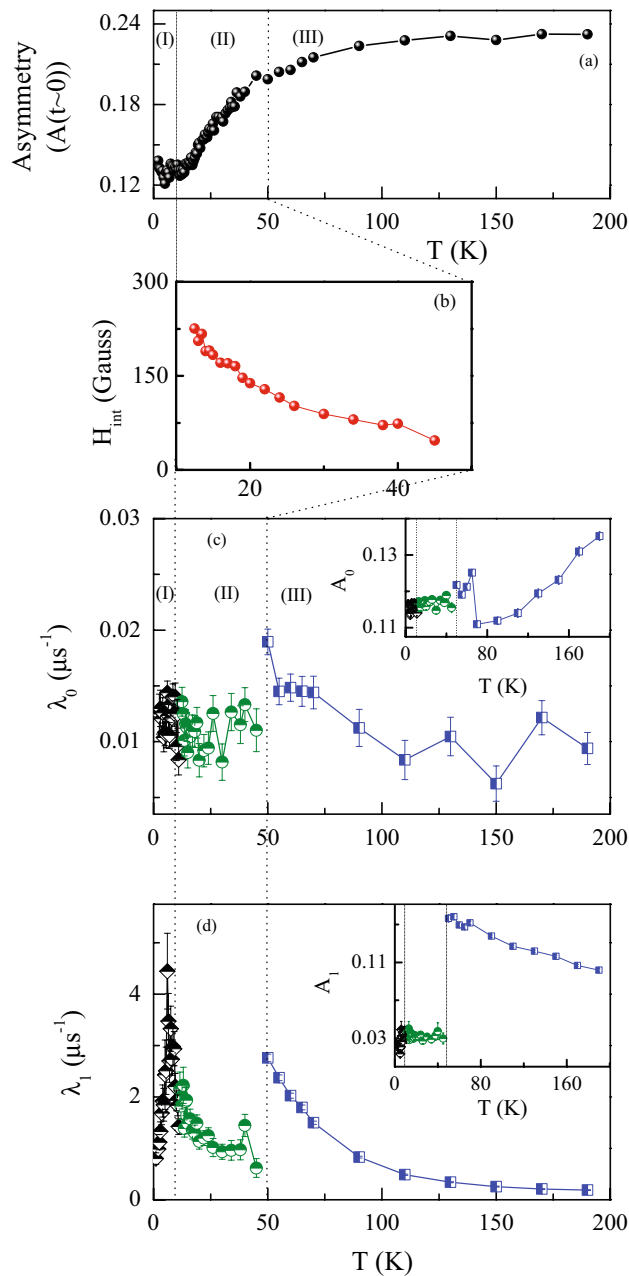 (I) (II) (III) (a)
Asymmetry
(A(t~0))
0.24
0.18
0.12
0 50 100 150 200
T (K)
(b)
H_int (Gauss)
300
150
0
20 40
(c)
(I) (II) (III)
λ_0 (μs⁻¹)
0.03
0.02
0.01
0 50 100 150 200
A_0
0.13
0.11
0 80 160
T (K)
(d)
λ_1 (μs⁻¹)
4
2
0
0 50 100 150 200
T (K)
A_1
0.11
0.03
0 80 160
T (K)